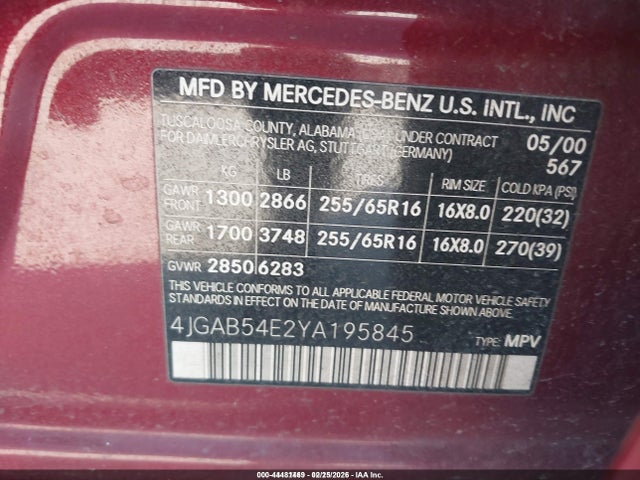 MFD BY MERCEDES-BENZ U.S. INTL., INC
TUSCALOOSA COUNTY, ALABAMA UNDER CONTRACT 05/00
FOR DAIMLERCHRYSLER AG, STUTTGART (GERMANY) 567
KG LB TIRES RIM SIZE COLD KPA (PSI)
GAWR FRONT 1300 2866 255/65R16 16X8.0 220(32)
GAWR REAR 1700 3748 255/65R16 16X8.0 270(39)
GVWR 2850 6283
THIS VEHICLE CONFORMS TO ALL APPLICABLE FEDERAL MOTOR VEHICLE SAFETY
STANDARDS IN EFFECT ON THE DATE OF MANUFACTURE SHOWN ABOVE.
4JGAB54E2YA195845 TYPE: MPV
02/25/2026 - IAA Inc.